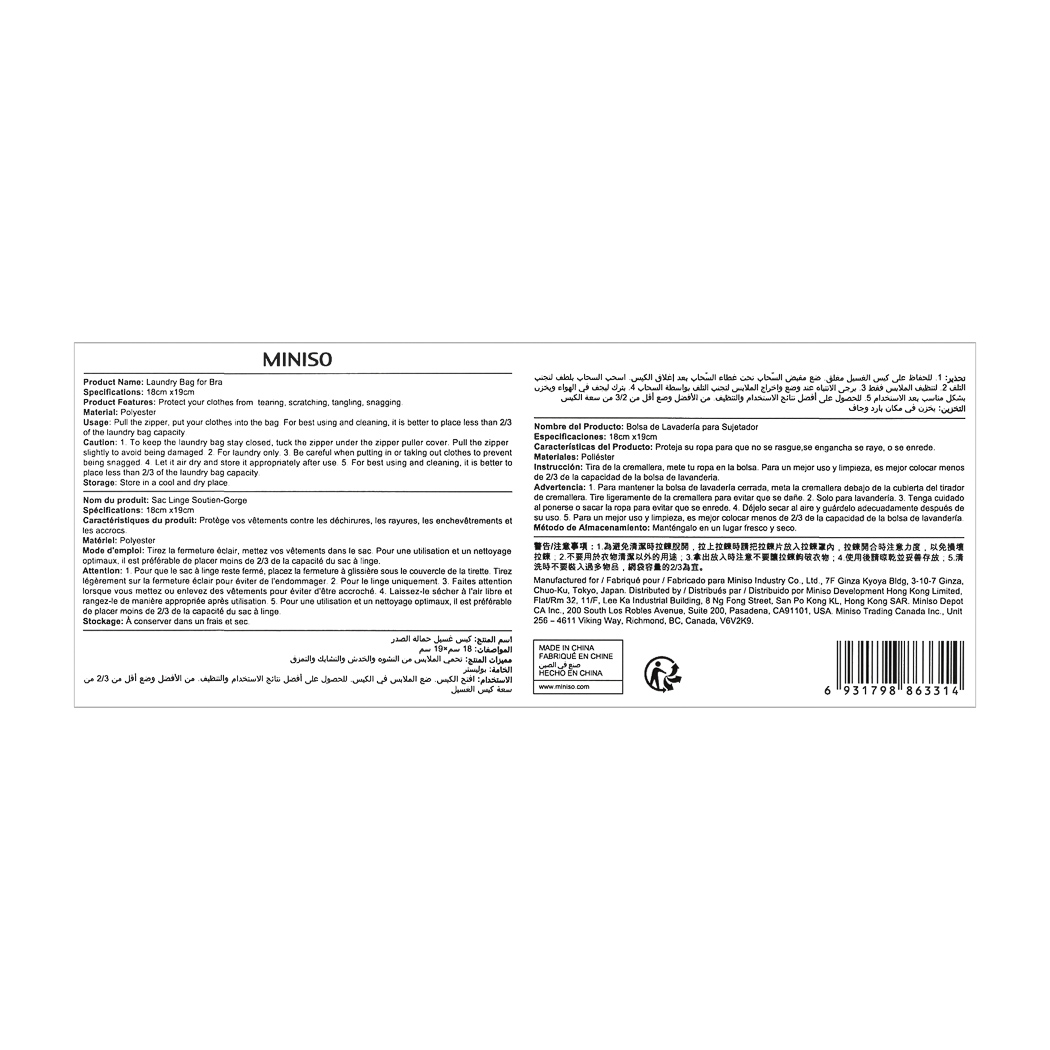 MINISO
Product Name: Laundry Bag for Bra
Specifications: 18cm x19cm
Product Features: Protect your clothes from tearing, scratching, tangling, snagging.
Material: Polyester
Usage: Pull the zipper, put your clothes into the bag. For best using and cleaning, it is better to place less than 2/3
of the laundry bag capacity.
Caution: 1. To keep the laundry bag stay closed, tuck the zipper under the zipper puller cover. Pull the zipper
slightly to avoid being damaged. 2. For laundry only. 3. Be careful when putting in or taking out clothes to prevent
being snagged. 4. Let it air dry and store it appropriately after use. 5. For best using and cleaning, it is better to
place less than 2/3 of the laundry bag capacity.
Storage: Store in a cool and dry place.
Nom du produit: Sac Linge Soutien-Gorge
Spécifications: 18cm x19cm
Caractéristiques du produit: Protège vos vêtements contre les déchirures, les rayures, les enchevêtrements et
les accrocs.
Matériel: Polyester
Mode d'emploi: Tirez la fermeture éclair, mettez vos vêtements dans le sac. Pour une utilisation et un nettoyage
optimaux, il est préférable de placer moins de 2/3 de la capacité du sac à linge.
Attention: 1. Pour que le sac à linge reste fermé, placez la fermeture à glissière sous le couvercle de la tirette. Tirez
légèrement sur la fermeture éclair pour éviter de l'endommager. 2. Pour le linge uniquement. 3. Faites attention
lorsque vous mettez ou enlevez des vêtements pour éviter d'être accroché. 4. Laissez-le sécher à l'air libre et
rangez-le de manière appropriée après utilisation. 5. Pour une utilisation et un nettoyage optimaux, il est préférable
de placer moins de 2/3 de la capacité du sac à linge.
Stockage: À conserver dans un frais et sec.
اسم المنتج: كيس غسيل حمالة الصدر
المواصفات: 18 سم×19 سم
مميزات المنتج: تحمي الملابس من التشوه والخدش والتشابك والتمزق
الخامة: بوليستر
الاستخدام: افتح الكيس. ضع الملابس في الكيس. للحصول على أفضل نتائج الاستخدام والتنظيف. من الأفضل وضع أقل من 2/3 من
سعة كيس الغسيل
تحذير: 1. للحفاظ على كيس الغسيل مغلق. ضع مقبض السحّاب تحت غطاء السحّاب بعد إغلاق الكيس. اسحب السحاب بلطف لتجنب
التلف 2. لتنظيف الملابس فقط 3. يرجى الانتباه عند وضع وإخراج الملابس لتجنب التلف بواسطة السحاب 4. يترك ليجف في الهواء ويخزن
بشكل مناسب بعد الاستخدام 5. للحصول على أفضل نتائج الاستخدام والتنظيف. من الأفضل وضع أقل من 2/3 من سعة الكيس
التخزين: يخزن في مكان بارد وجاف
Nombre del Producto: Bolsa de Lavadería para Sujetador
Especificaciones: 18cm x19cm
Características del Producto: Proteja su ropa para que no se rasgue,se engancha se raye, o se enrede.
Materiales: Poliéster
Instrucción: Tira de la cremallera, mete tu ropa en la bolsa. Para un mejor uso y limpieza, es mejor colocar menos
de 2/3 de la capacidad de la bolsa de lavandería.
Advertencia: 1. Para mantener la bolsa de lavadería cerrada, meta la cremallera debajo de la cubierta del tirador
de cremallera. Tire ligeramente de la cremallera para evitar que se dañe. 2. Solo para lavandería. 3. Tenga cuidado
al ponerse o sacar la ropa para evitar que se enrede. 4. Déjelo secar al aire y guárdelo adecuadamente después de
su uso. 5. Para un mejor uso y limpieza, es mejor colocar menos de 2/3 de la capacidad de la bolsa de lavandería.
Método de Almacenamiento: Manténgalo en un lugar fresco y seco.
警告/注意事項：1.為避免清潔時拉鍊脫開，拉上拉鍊時請把拉鍊片放入拉鍊罩內，拉鍊開合時注意力度，以免損壞
拉鍊。2.不要用於衣物清潔以外的用途；3.拿出放入時注意不要讓拉鍊鉤破衣物；4.使用後請晾乾並妥善存放。5.清
洗時不要裝入過多物品，網袋容量的2/3為宜。
Manufactured for / Fabriqué pour / Fabricado para Miniso Industry Co., Ltd., 7F Ginza Kyoya Bldg, 3-10-7 Ginza,
Chuo-Ku, Tokyo, Japan. Distributed by / Distribués par / Distribuido por Miniso Development Hong Kong Limited,
Flat/Rm 32, 11/F, Lee Ka Industrial Building, 8 Ng Fong Street, San Po Kong KL, Hong Kong SAR. Miniso Depot
CA Inc., 200 South Los Robles Avenue, Suite 200, Pasadena, CA91101, USA. Miniso Trading Canada Inc., Unit
256 – 4611 Viking Way, Richmond, BC, Canada, V6V2K9.
MADE IN CHINA
FABRIQUÉ EN CHINE
صنع في الصين
HECHO EN CHINA
www.miniso.com
6 931798 863314